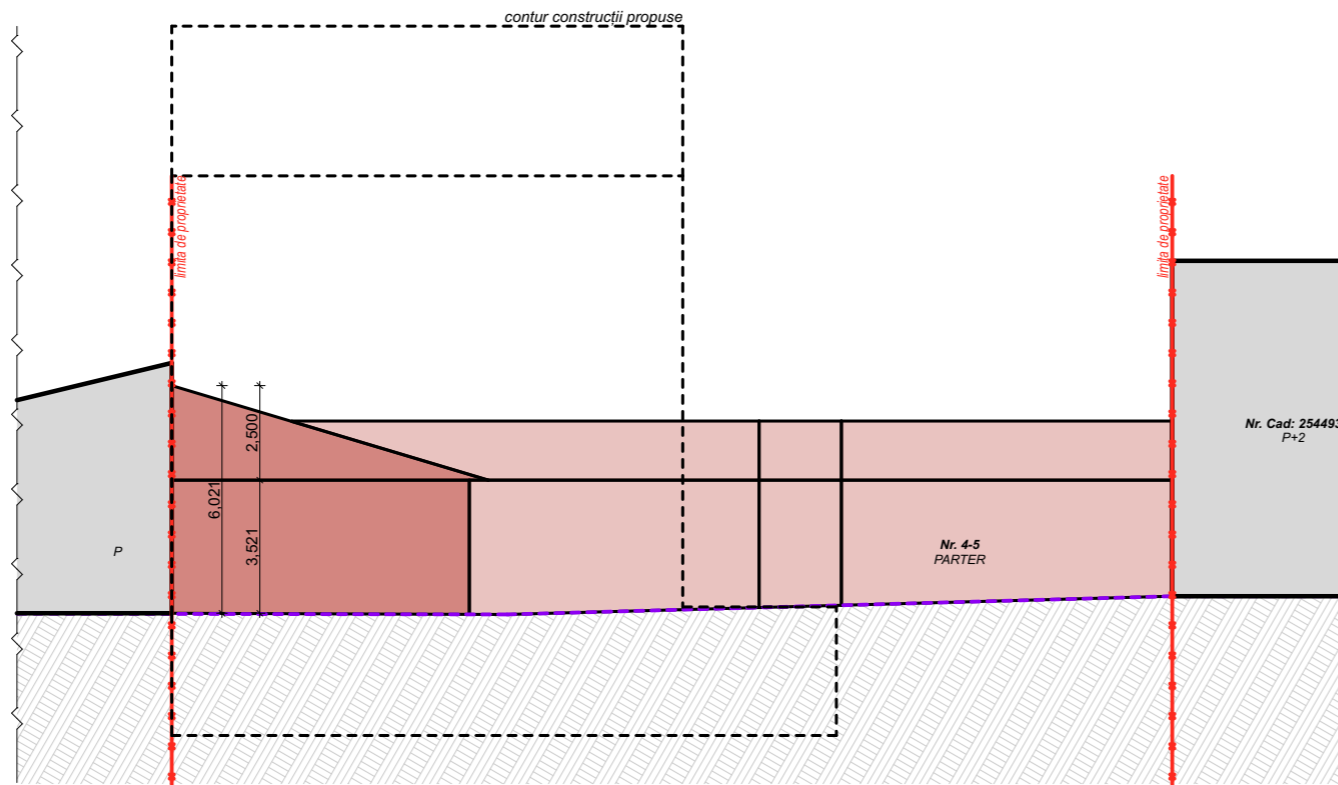 contur construcții propuse
limita de proprietate
limita de proprietate
2,500
6,021
3,521
P
Nr. 4-5
PARTER
Nr. Cad: 254493
P+2